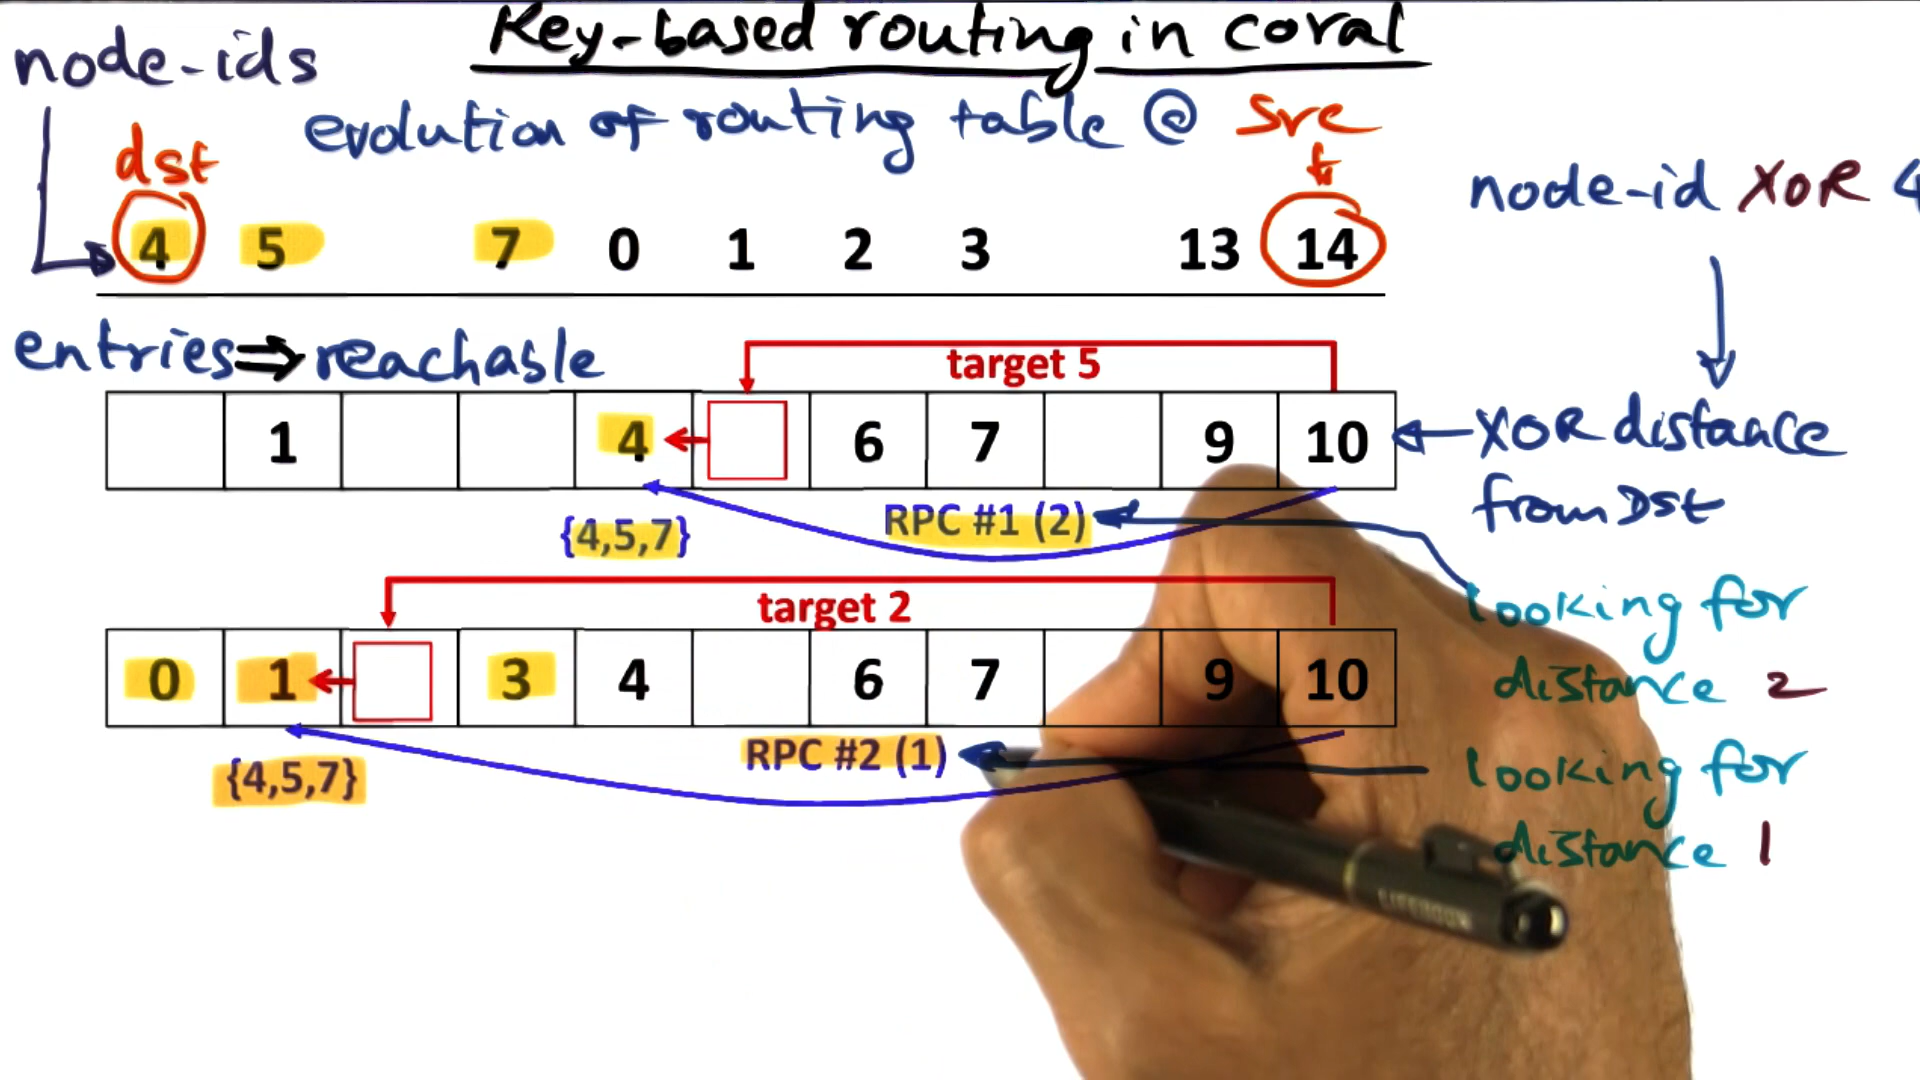 Key-based routing in coral
node-ids
evolution of routing table @ src
dst
node-id XOR 4
4 5 7 0 1 2 3 13 14
entries ⇒ reachable
target 5
1 4 6 7 9 10
XOR distance
from Dst
{4,5,7}
RPC #1 (2)
looking for
distance 2
target 2
0 1 3 4 6 7 9 10
{4,5,7}
RPC #2 (1)
looking for
distance 1
LIFEBOOK